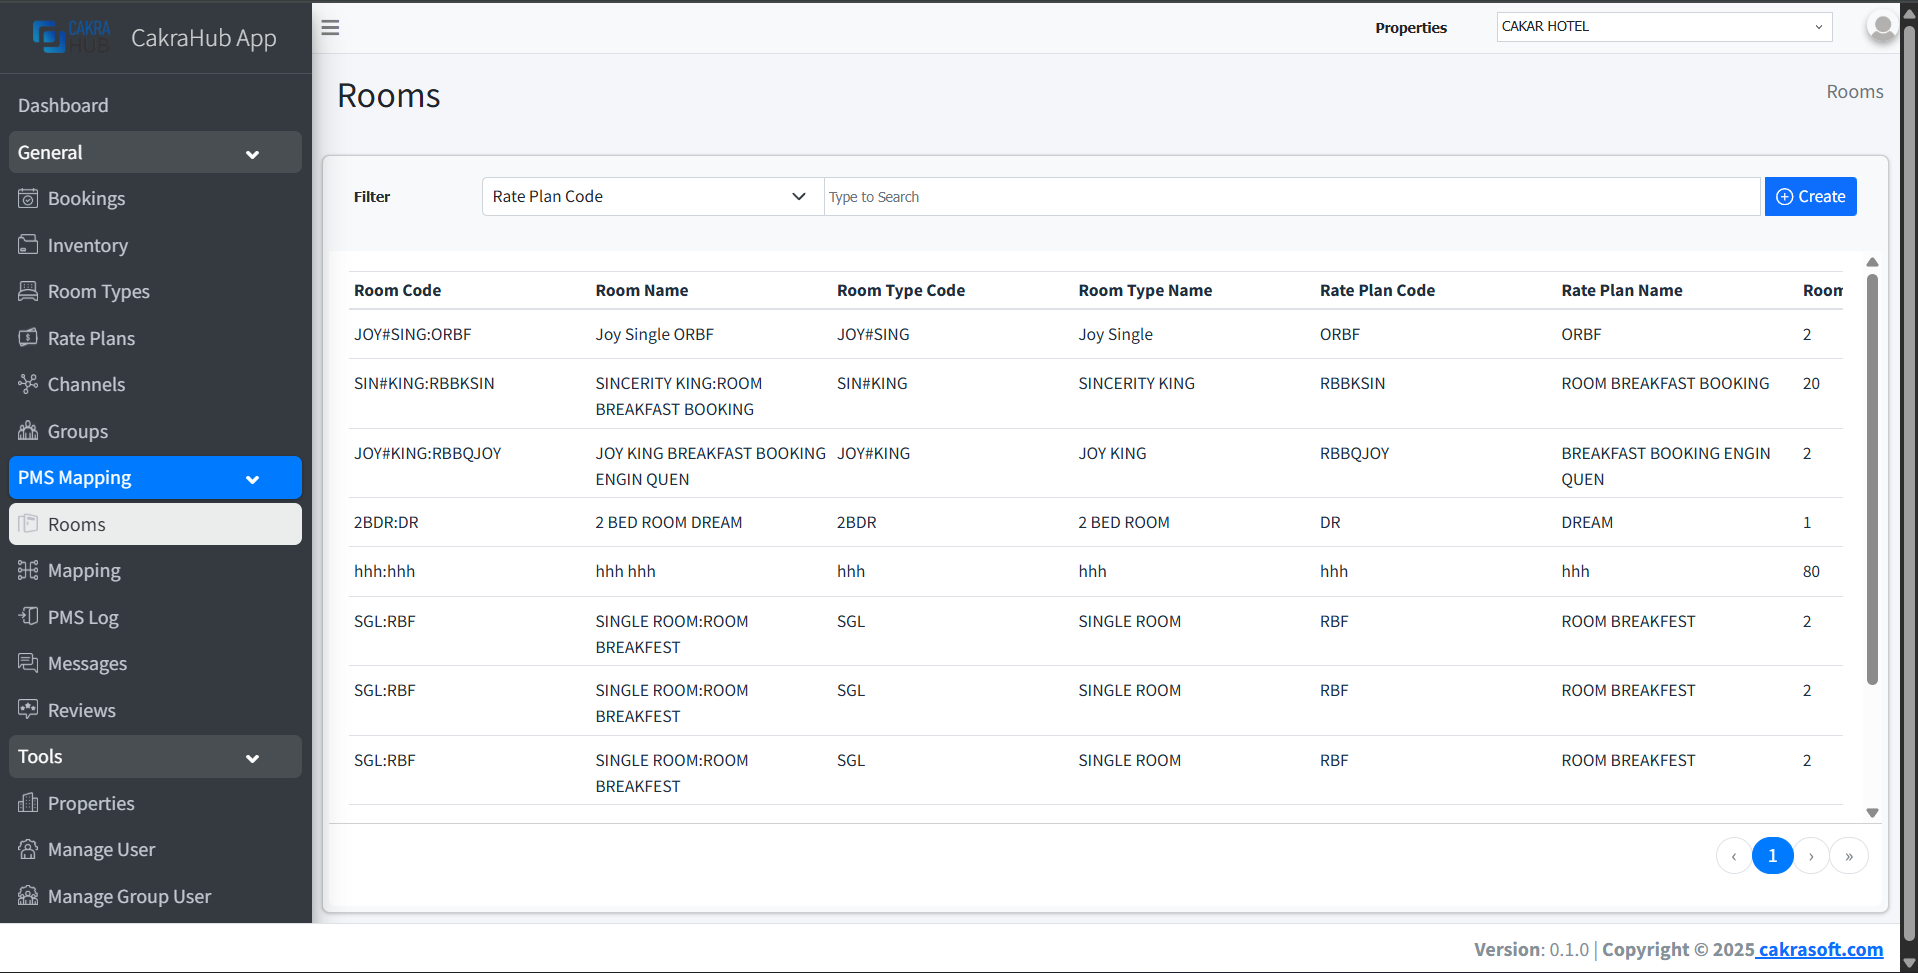 CAKRA
HUB
CakraHub App
Properties
CAKAR HOTEL
Dashboard
General
Bookings
Inventory
Room Types
Rate Plans
Channels
Groups
PMS Mapping
Rooms
Mapping
PMS Log
Messages
Reviews
Tools
Properties
Manage User
Manage Group User
Rooms
Rooms
Filter
Rate Plan Code
Type to Search
Create
Room Code Room Name Room Type Code Room Type Name Rate Plan Code Rate Plan Name Room
JOY#SING:ORBF Joy Single ORBF JOY#SING Joy Single ORBF ORBF 2
SIN#KING:RBBKSIN SINCERITY KING:ROOM SIN#KING SINCERITY KING RBBKSIN ROOM BREAKFAST BOOKING 20
BREAKFAST BOOKING
JOY#KING:RBBQJOY JOY KING BREAKFAST BOOKING JOY#KING JOY KING RBBQJOY BREAKFAST BOOKING ENGIN 2
ENGIN QUEN QUEN
2BDR:DR 2 BED ROOM DREAM 2BDR 2 BED ROOM DR DREAM 1
hhh:hhh hhh hhh hhh hhh hhh hhh 80
SGL:RBF SINGLE ROOM:ROOM SGL SINGLE ROOM RBF ROOM BREAKFEST 2
BREAKFEST
SGL:RBF SINGLE ROOM:ROOM SGL SINGLE ROOM RBF ROOM BREAKFEST 2
BREAKFEST
SGL:RBF SINGLE ROOM:ROOM SGL SINGLE ROOM RBF ROOM BREAKFEST 2
BREAKFEST
‹ 1 › »
Version: 0.1.0 | Copyright © 2025 cakrasoft.com